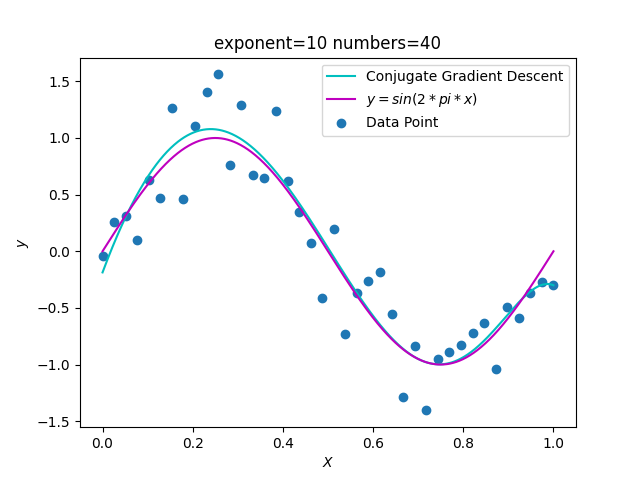 exponent=10 numbers=40
Conjugate Gradient Descent
y = sin(2 * pi * x)
Data Point
1.5
1.0
0.5
0.0
−0.5
−1.0
−1.5
y
0.0 0.2 0.4 0.6 0.8 1.0
X